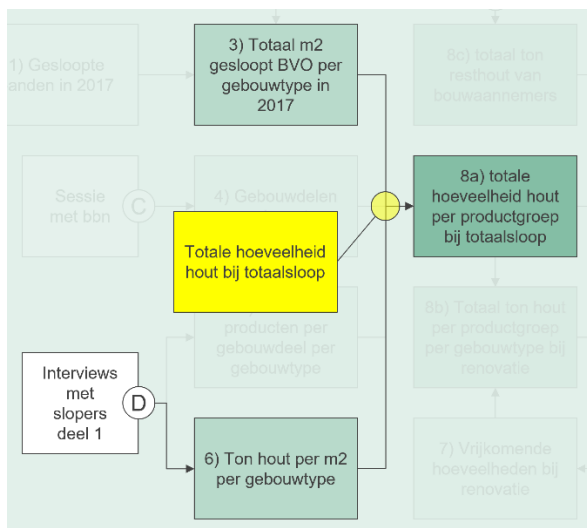 1) Gesloopte
anden in 2017
3) Totaal m2
gesloopt BVO per
gebouwtype in
2017
8c) totaal ton
resthout van
bouwaannemers
Sessie
met bbn
C
4) Gebouwdelen
8a) totale
hoeveelheid hout
per productgroep
bij totaalsloop
Totale hoeveelheid
hout bij totaalsloop
producten per
gebouwdeel per
gebouwtype
8b) Totaal ton hout
per productgroep
per gebouwtype bij
renovatie
Interviews
met
slopers
deel 1
D
6) Ton hout per m2
per gebouwtype
7) Vrijkomende
hoeveelheden bij
renovatie